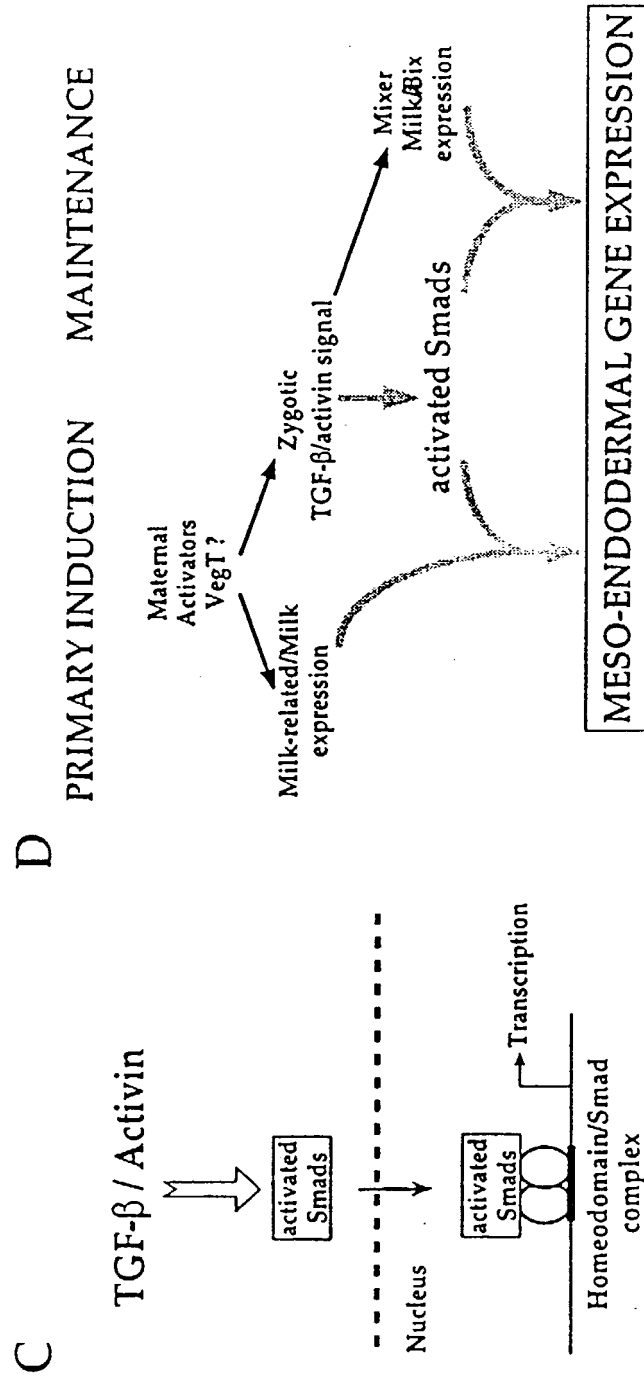 C
TGF-β / Activin
activated
Smads
Nucleus
activated
Smads
Transcription
Homeodomain/Smad
complex
D
PRIMARY INDUCTION
MAINTENANCE
Maternal
Activators
VegT?
Milk-related/Milk
expression
Zygotic
TGF-β/activin signal
Mixer
Milk/Bix
expression
activated Smads
MESO-ENDODERMAL GENE EXPRESSION